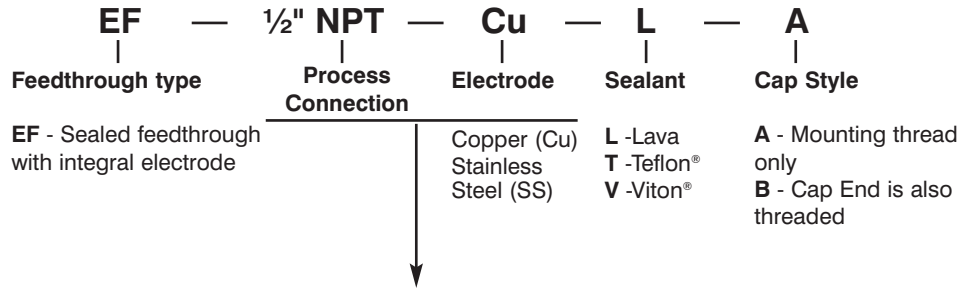 EF — ½" NPT — Cu — L — A
Feedthrough type
Process
Connection
Electrode
Sealant
Cap Style
EF - Sealed feedthrough
with integral electrode
Copper (Cu)
Stainless
Steel (SS)
L -Lava
T -Teflon®
V -Viton®
A - Mounting thread
only
B - Cap End is also
threaded